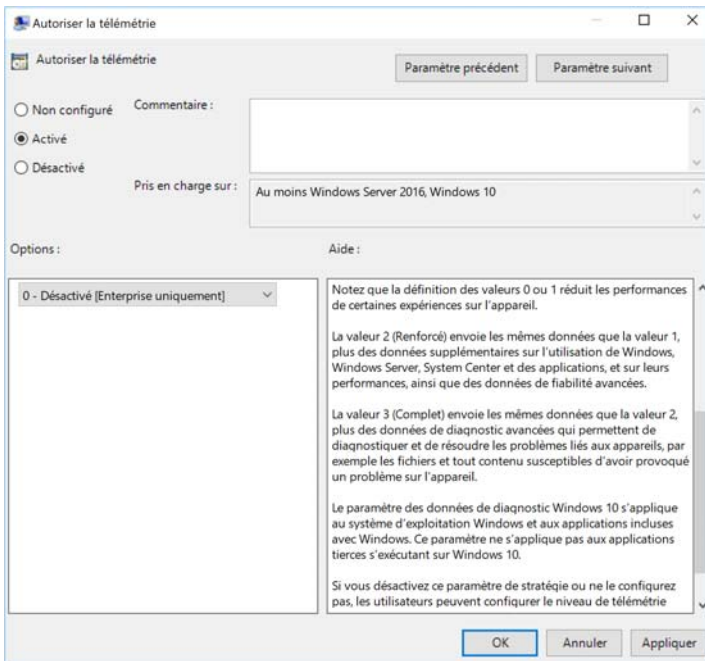 Autoriser la télémétrie
Autoriser la télémétrie
Paramètre précédent
Paramètre suivant
Non configuré
Activé
Désactivé
Commentaire :
Pris en charge sur :
Au moins Windows Server 2016, Windows 10
Options :
Aide :
0 - Désactivé [Enterprise uniquement]
Notez que la définition des valeurs 0 ou 1 réduit les performances
de certaines expériences sur l'appareil.
La valeur 2 (Renforcé) envoie les mêmes données que la valeur 1,
plus des données supplémentaires sur l'utilisation de Windows,
Windows Server, System Center et des applications, et sur leurs
performances, ainsi que des données de fiabilité avancées.
La valeur 3 (Complet) envoie les mêmes données que la valeur 2,
plus des données de diagnostic avancées qui permettent de
diagnostiquer et de résoudre les problèmes liés aux appareils, par
exemple les fichiers et tout contenu susceptibles d'avoir provoqué
un problème sur l'appareil.
Le paramètre des données de diagnostic Windows 10 s'applique
au système d'exploitation Windows et aux applications incluses
avec Windows. Ce paramètre ne s'applique pas aux applications
tierces s'exécutant sur Windows 10.
Si vous désactivez ce paramètre de stratégie ou ne le configurez
pas, les utilisateurs peuvent configurer le niveau de télémétrie
OK
Annuler
Appliquer